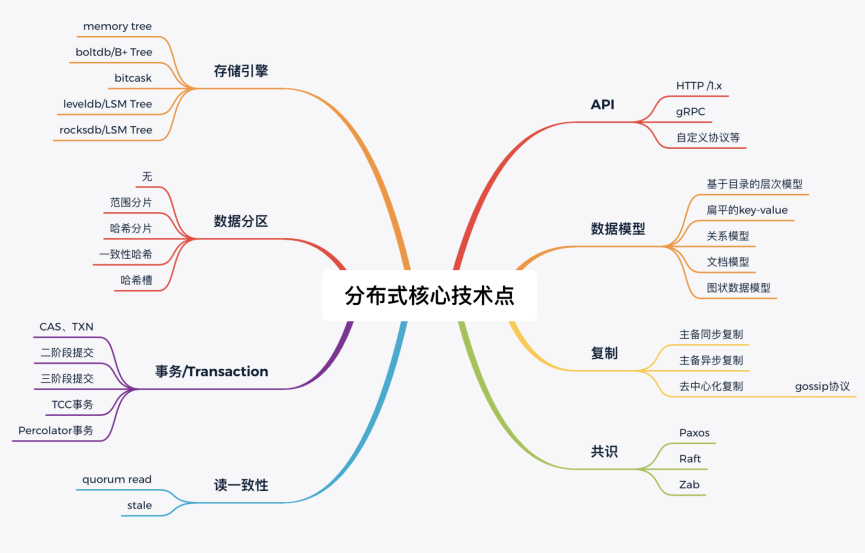 分布式核心技术点
存储引擎
memory tree
boltdb/B+ Tree
bitcask
leveldb/LSM Tree
rocksdb/LSM Tree
数据分区
无
范围分片
哈希分片
一致性哈希
哈希槽
事务/Transaction
CAS、TXN
二阶段提交
三阶段提交
TCC事务
Percolator事务
读一致性
quorum read
stale
API
HTTP /1.x
gRPC
自定义协议等
数据模型
基于目录的层次模型
扁平的key-value
关系模型
文档模型
图状数据模型
复制
主备同步复制
主备异步复制
去中心化复制
gossip协议
共识
Paxos
Raft
Zab